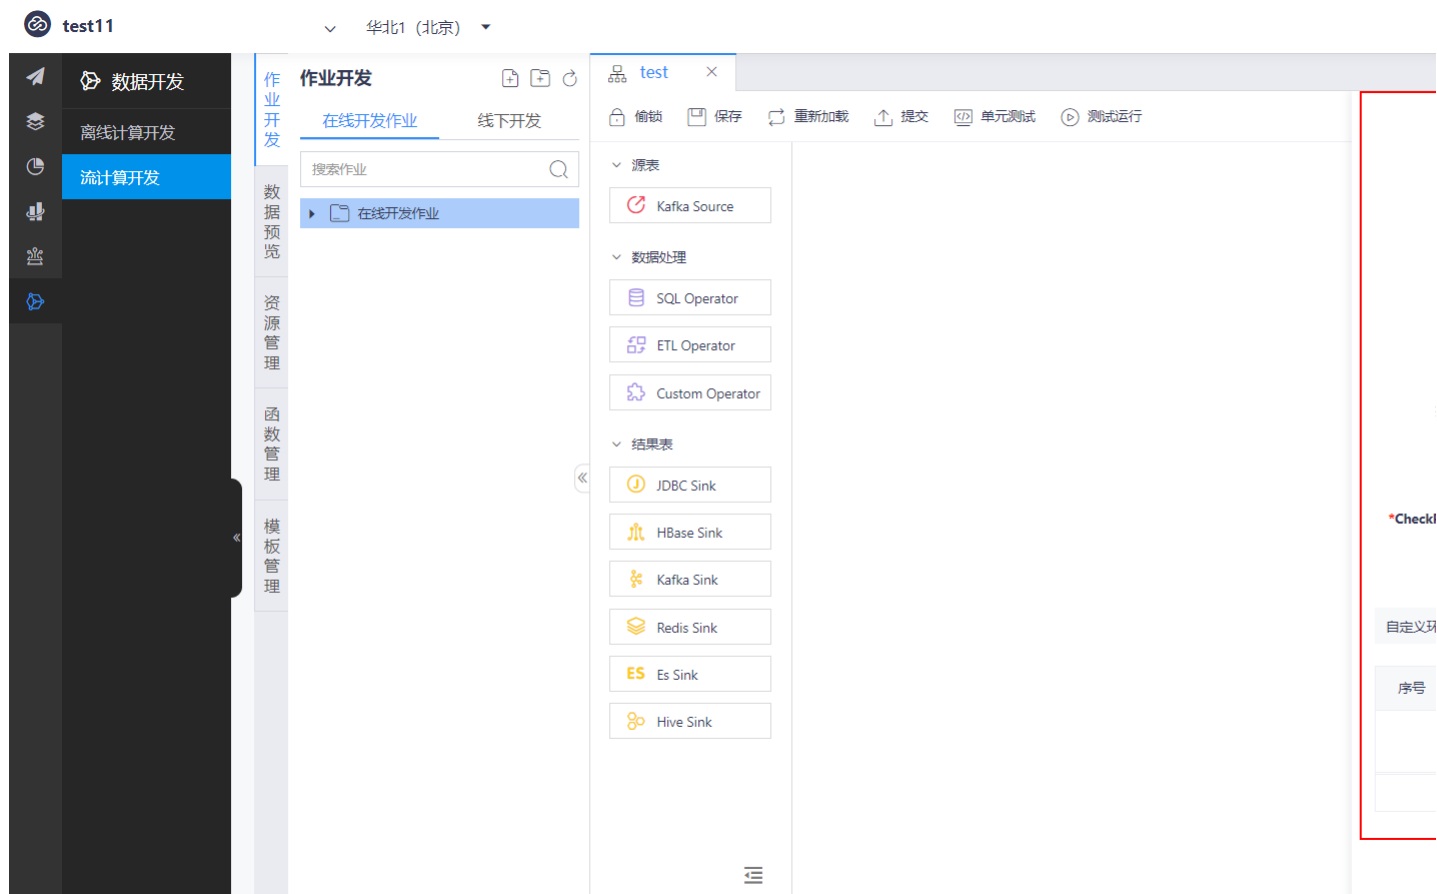 test11
华北1（北京）
数据开发
离线计算开发
流计算开发
作业开发
数据预览
资源管理
函数管理
模板管理
作业开发
在线开发作业
线下开发
搜索作业
在线开发作业
test
偷锁
保存
重新加载
提交
单元测试
测试运行
源表
Kafka Source
数据处理
SQL Operator
ETL Operator
Custom Operator
结果表
JDBC Sink
HBase Sink
Kafka Sink
Redis Sink
ES Es Sink
Hive Sink
*Check
自定义环
序号